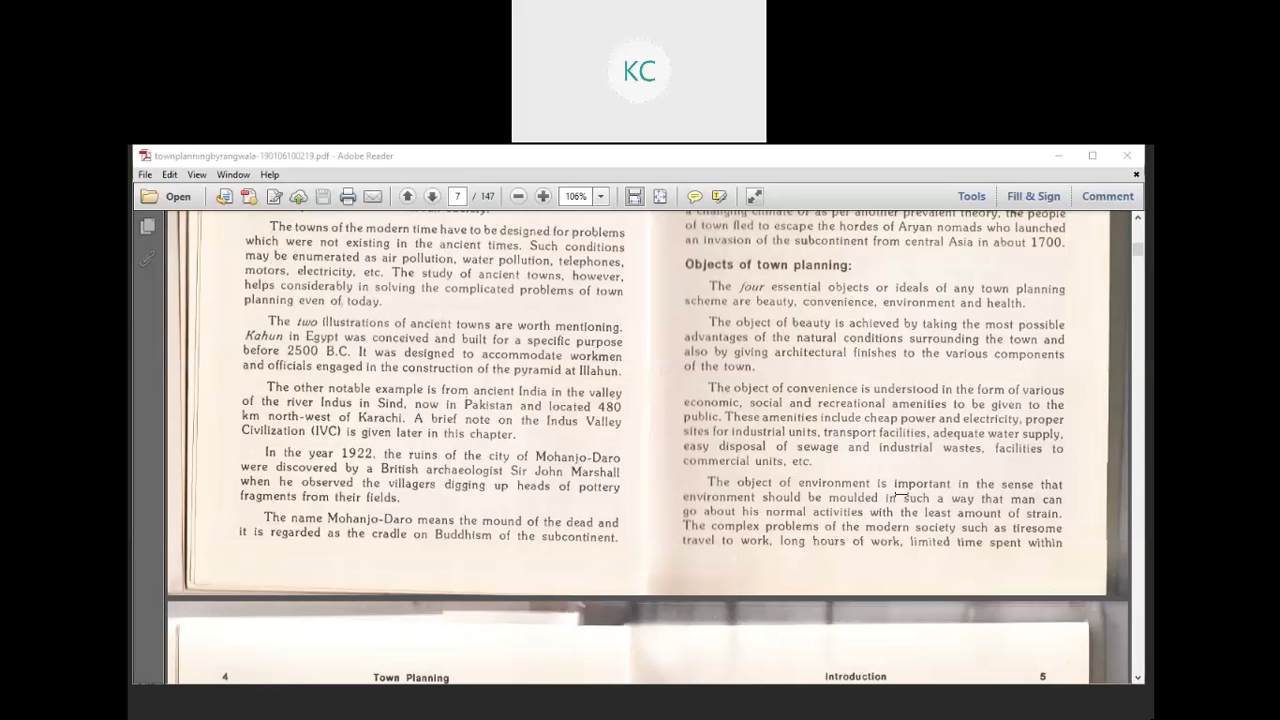 KC
townplanningbyrangwala-190106100219.pdf - Adobe Reader
File Edit View Window Help
Open 7 / 147 106% Tools Fill & Sign Comment
The towns of the modern time have to be designed for problems
which were not existing in the ancient times. Such conditions
may be enumerated as air pollution, water pollution, telephones,
motors, electricity, etc. The study of ancient towns, however,
helps considerably in solving the complicated problems of town
planning even of today.
The two illustrations of ancient towns are worth mentioning.
Kahun in Egypt was conceived and built for a specific purpose
before 2500 B.C. It was designed to accommodate workmen
and officials engaged in the construction of the pyramid at Illahun.
The other notable example is from ancient India in the valley
of the river Indus in Sind, now in Pakistan and located 480
km north-west of Karachi. A brief note on the Indus Valley
Civilization (IVC) is given later in this chapter.
In the year 1922, the ruins of the city of Mohanjo-Daro
were discovered by a British archaeologist Sir John Marshall
when he observed the villagers digging up heads of pottery
fragments from their fields.
The name Mohanjo-Daro means the mound of the dead and
it is regarded as the cradle on Buddhism of the subcontinent.
a changing climate or as per another prevalent theory, the people
of town fled to escape the hordes of Aryan nomads who launched
an invasion of the subcontinent from central Asia in about 1700.
Objects of town planning:
The four essential objects or ideals of any town planning
scheme are beauty, convenience, environment and health.
The object of beauty is achieved by taking the most possible
advantages of the natural conditions surrounding the town and
also by giving architectural finishes to the various components
of the town.
The object of convenience is understood in the form of various
economic, social and recreational amenities to be given to the
public. These amenities include cheap power and electricity, proper
sites for industrial units, transport facilities, adequate water supply,
easy disposal of sewage and industrial wastes, facilities to
commercial units, etc.
The object of environment is important in the sense that
environment should be moulded in such a way that man can
go about his normal activities with the least amount of strain.
The complex problems of the modern society such as tiresome
travel to work, long hours of work, limited time spent within
4 Town Planning
Introduction 5